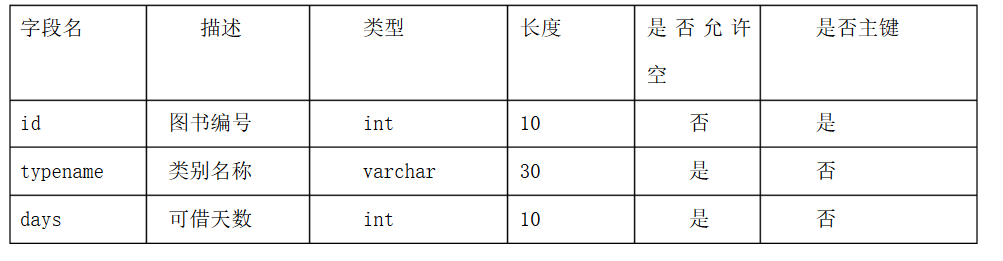 字段名 描述 类型 长度 是否允许空 是否主键
id 图书编号 int 10 否 是
typename 类别名称 varchar 30 是 否
days 可借天数 int 10 是 否